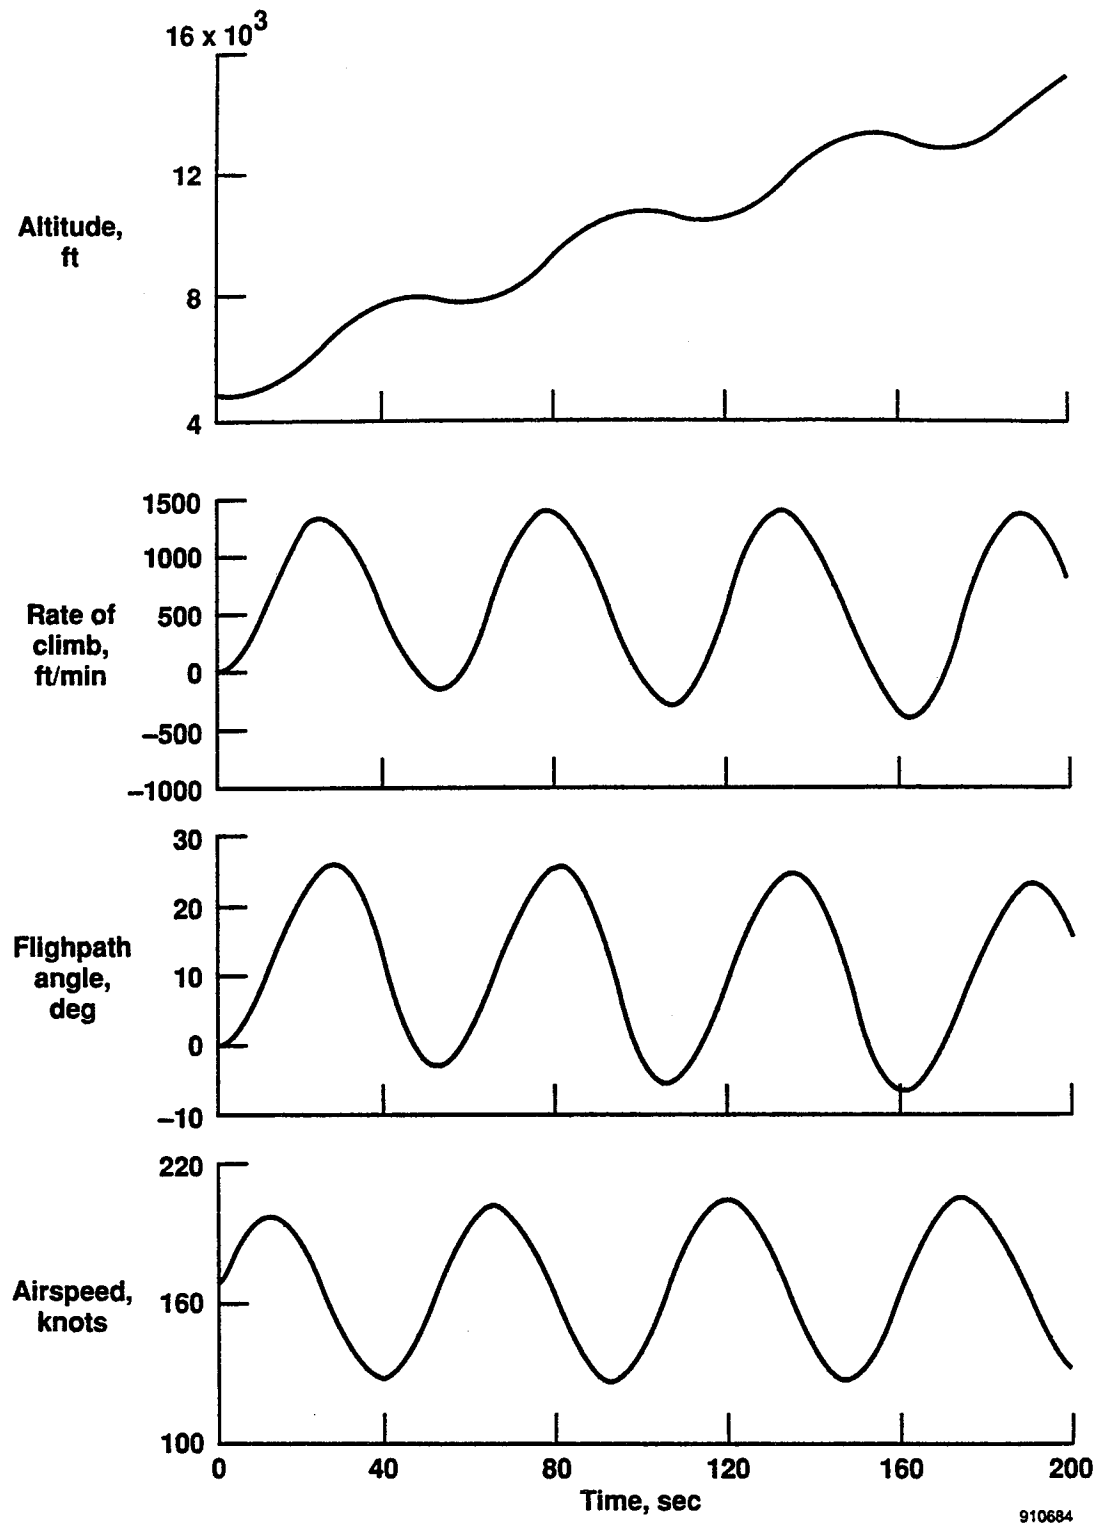 16 x 10³
12
Altitude,
ft
8
4
1500
1000
Rate of
climb,
ft/min
500
0
–500
–1000
30
20
Flighpath
angle,
deg
10
0
–10
220
Airspeed,
knots
160
100
0 40 80 120 160 200
Time, sec
910684